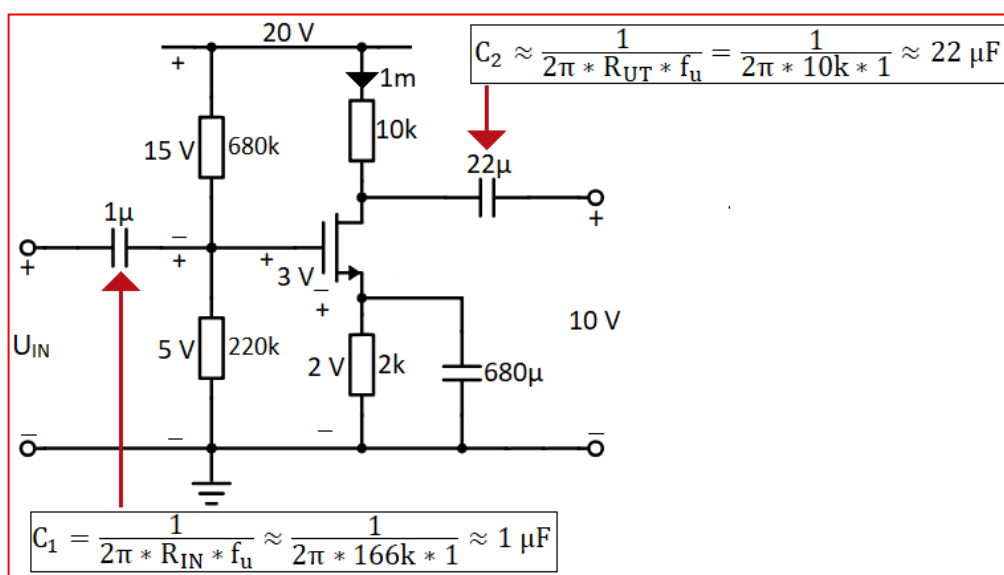 20 V
C₂ ≈ 1 / (2π * R_UT * f_u) = 1 / (2π * 10k * 1) ≈ 22 μF
+
1m
15 V 680k
10k
22μ
1μ
−
+
+
+
+
3 V
−
+
10 V
U_IN
5 V 220k
2 V 2k
680μ
−
−
−
−
C₁ = 1 / (2π * R_IN * f_u) ≈ 1 / (2π * 166k * 1) ≈ 1 μF